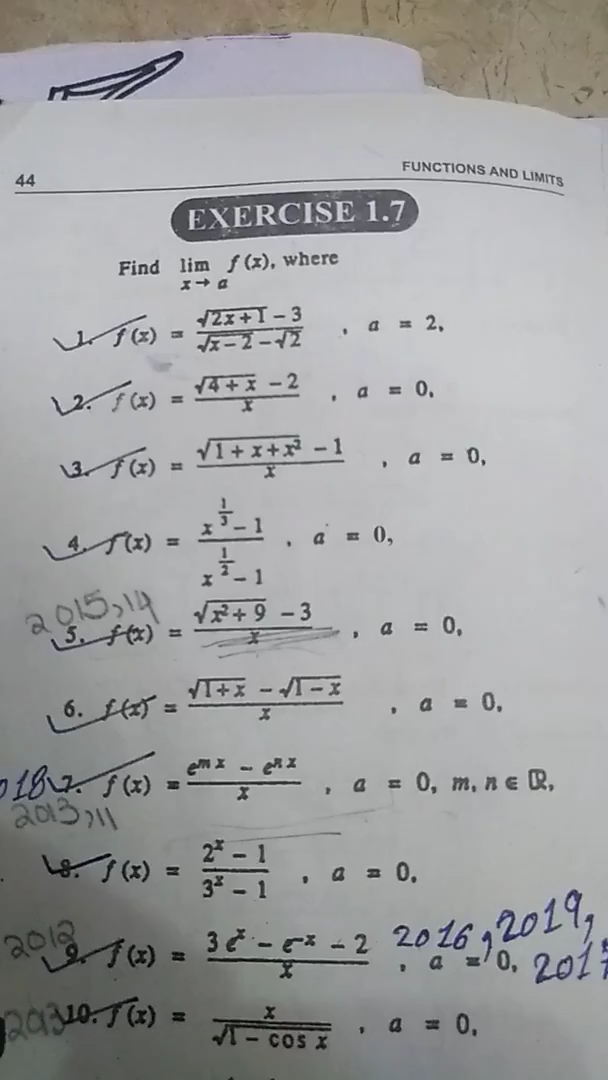 44 FUNCTIONS AND LIMITS
EXERCISE 1.7
Find lim f (x), where
x→ a
1. f(x) = (√2x+1 – 3)/(√x–2 –√2) , a = 2,
2. f(x) = (√4+x – 2)/x , a = 0,
3. f(x) = (√1+x+x² – 1)/x , a = 0,
4. f(x) = (x^(1/3) – 1)/(x^(1/2) – 1) , a = 0,
2015,14
5. f(x) = (√x²+9 – 3)/x , a = 0,
6. f(x) = (√1+x – √1–x)/x , a = 0,
018 7. f(x) = (e^mx – e^nx)/x , a = 0, m, n ∈ ℝ,
2013,11
8. f(x) = (2^x – 1)/(3^x – 1) , a = 0,
2012 9. f(x) = (3e^x – e^-x – 2)/x , a = 0, 2016, 2019, 2017
2013 10. f(x) = x/√1 – cos x , a = 0,